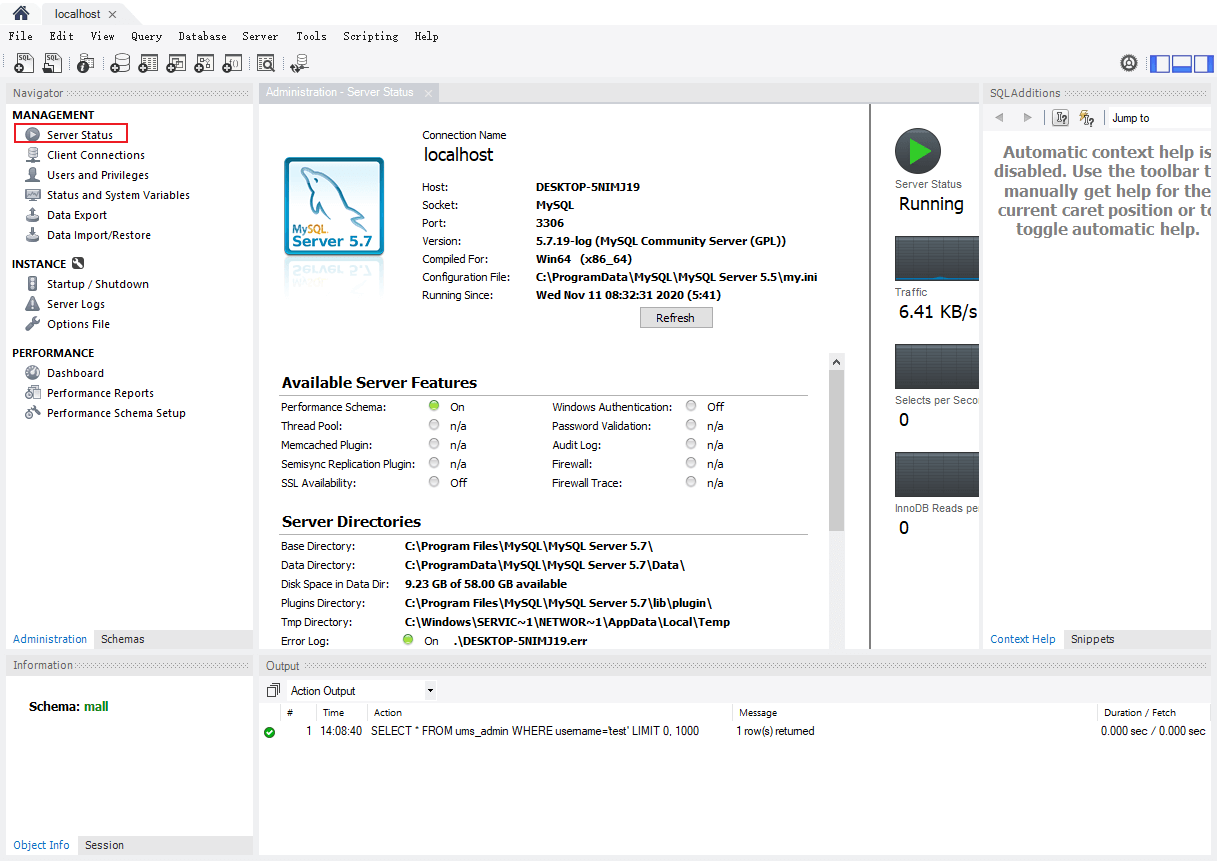 localhost
File Edit View Query Database Server Tools Scripting Help
Navigator
MANAGEMENT
Server Status
Client Connections
Users and Privileges
Status and System Variables
Data Export
Data Import/Restore
INSTANCE
Startup / Shutdown
Server Logs
Options File
PERFORMANCE
Dashboard
Performance Reports
Performance Schema Setup
Administration Schemas
Administration - Server Status
MySQL
Server 5.7
Connection Name
localhost
Host: DESKTOP-5NIMJ19
Socket: MySQL
Port: 3306
Version: 5.7.19-log (MySQL Community Server (GPL))
Compiled For: Win64 (x86_64)
Configuration File: C:\ProgramData\MySQL\MySQL Server 5.5\my.ini
Running Since: Wed Nov 11 08:32:31 2020 (5:41)
Refresh
Available Server Features
Performance Schema: On Windows Authentication: Off
Thread Pool: n/a Password Validation: n/a
Memcached Plugin: n/a Audit Log: n/a
Semisync Replication Plugin: n/a Firewall: n/a
SSL Availability: Off Firewall Trace: n/a
Server Directories
Base Directory: C:\Program Files\MySQL\MySQL Server 5.7\
Data Directory: C:\ProgramData\MySQL\MySQL Server 5.7\Data\
Disk Space in Data Dir: 9.23 GB of 58.00 GB available
Plugins Directory: C:\Program Files\MySQL\MySQL Server 5.7\lib\plugin\
Tmp Directory: C:\Windows\SERVIC~1\NETWOR~1\AppData\Local\Temp
Error Log: On .\DESKTOP-5NIMJ19.err
Server Status
Running
Traffic
6.41 KB/s
Selects per Seco
0
InnoDB Reads pe
0
SQLAdditions
Jump to
Automatic context help is
disabled. Use the toolbar t
manually get help for the
current caret position or to
toggle automatic help.
Context Help Snippets
Information
Schema: mall
Object Info Session
Output
Action Output
# Time Action Message Duration / Fetch
1 14:08:40 SELECT * FROM ums_admin WHERE username='test' LIMIT 0, 1000 1 row(s) returned 0.000 sec / 0.000 sec